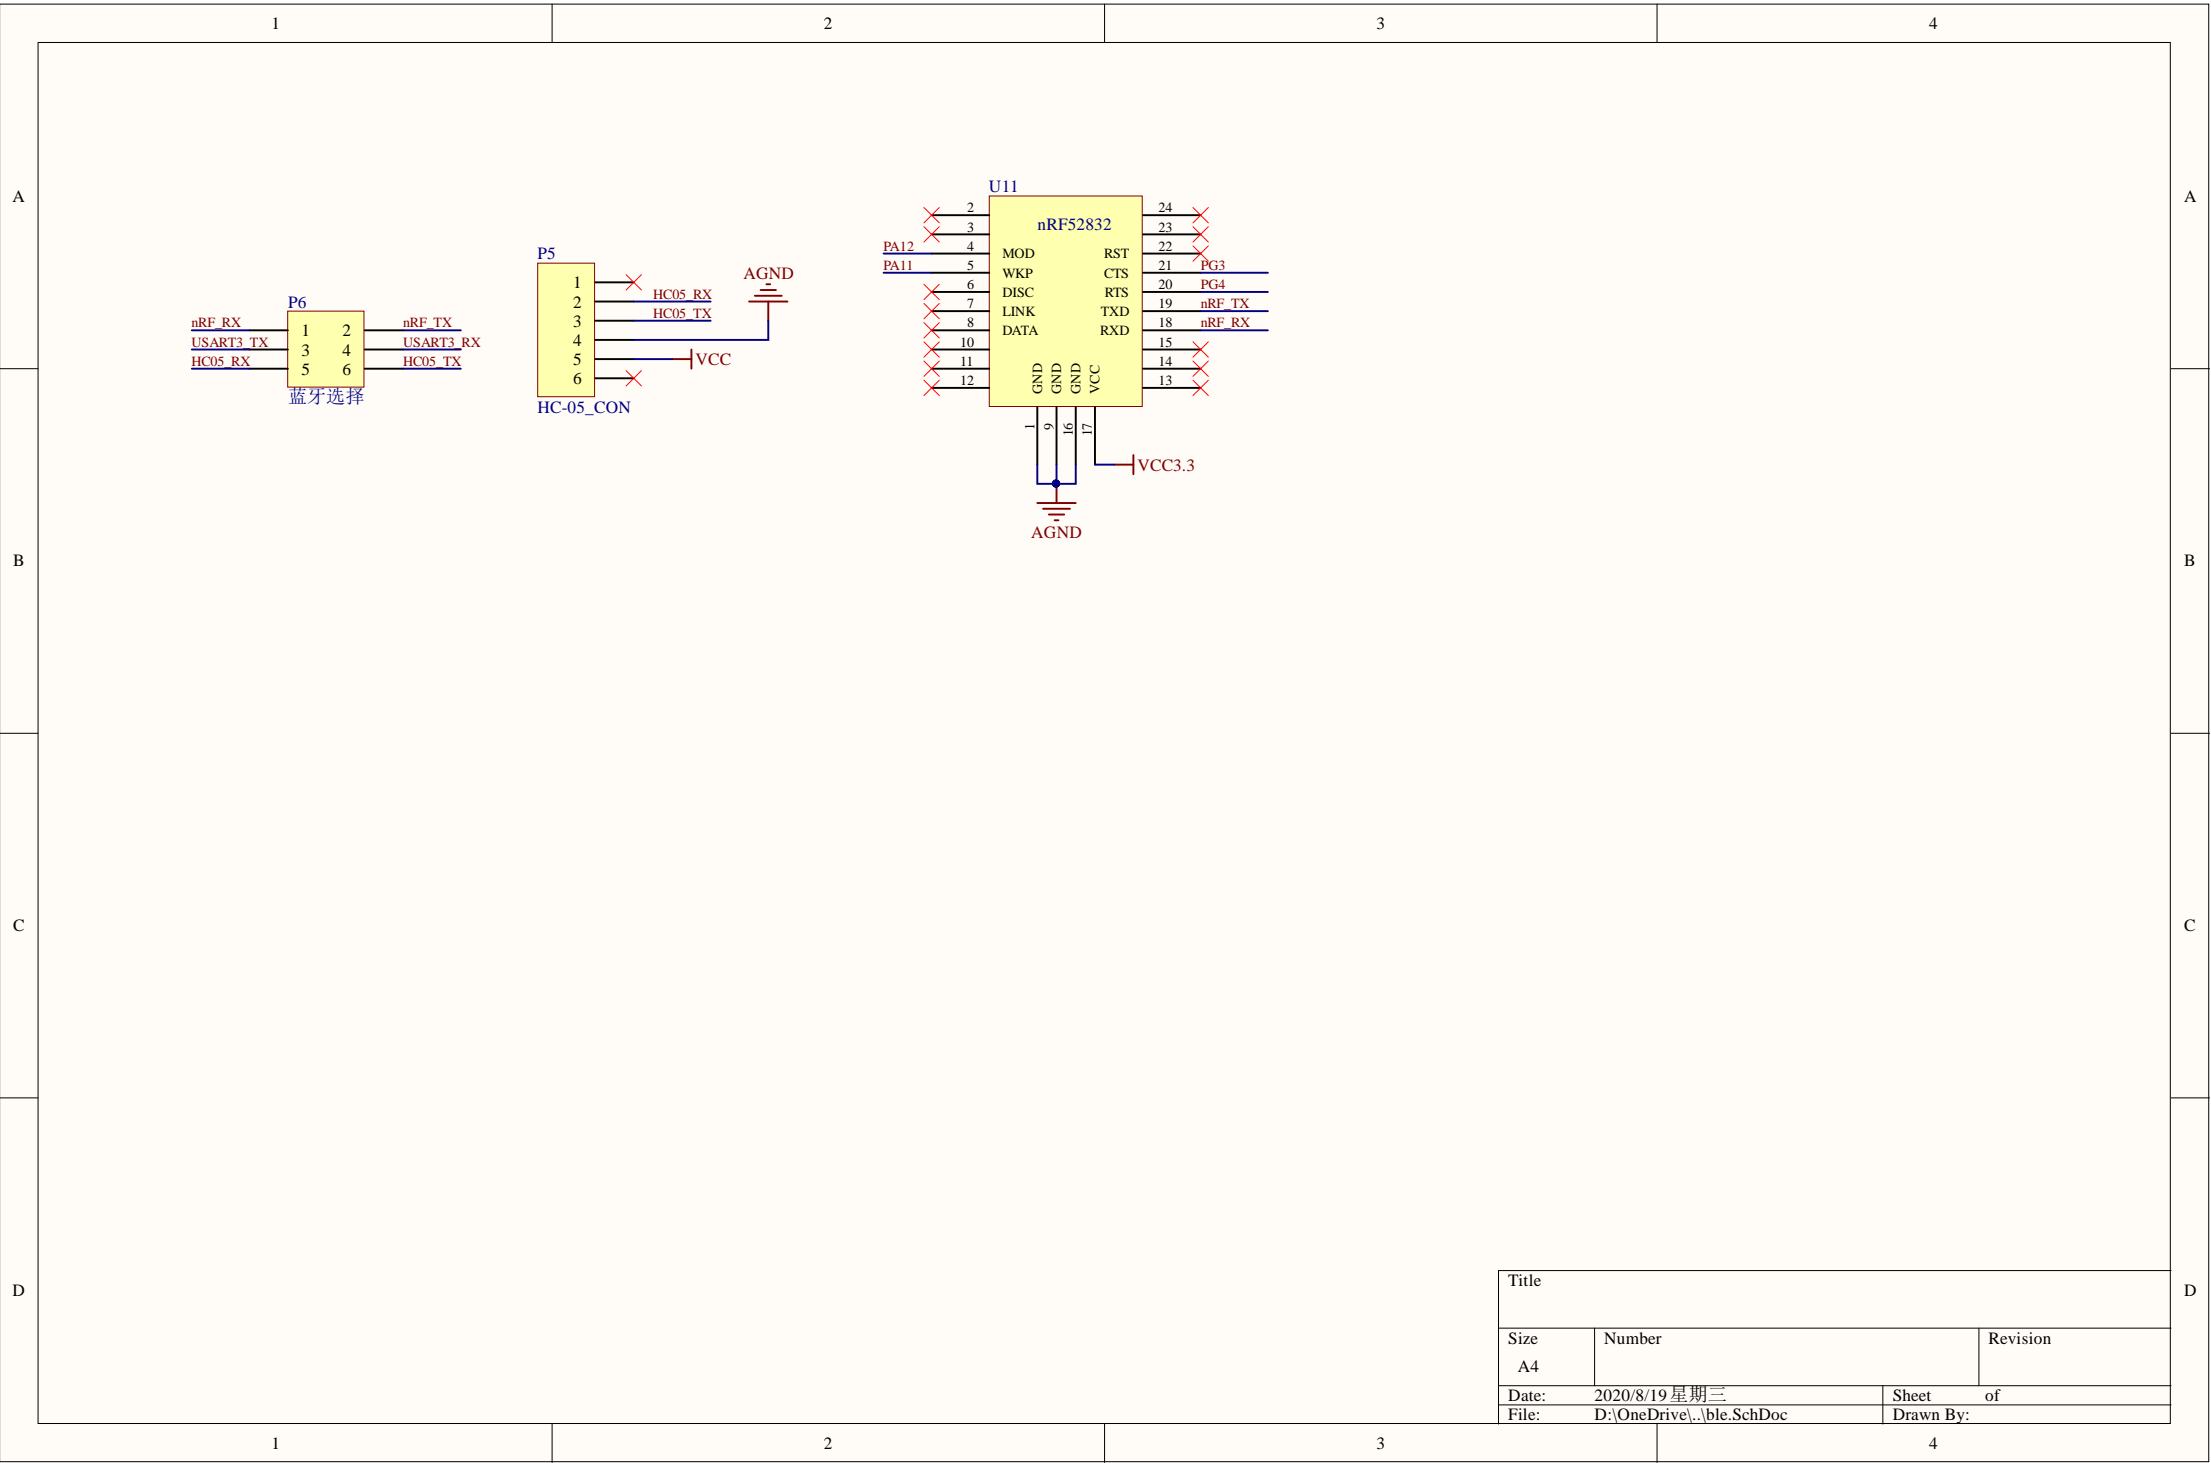 1 2 3 4
A A
P6
nRF_RX 1 2 nRF_TX
USART3_TX 3 4 USART3_RX
HC05_RX 5 6 HC05_TX
蓝牙选择
P5
1
2 HC05_RX
3 HC05_TX
4
5 VCC
6
HC-05_CON
AGND
U11
nRF52832
2 24
3 23
PA12 4 MOD RST 22
PA11 5 WKP CTS 21 PG3
6 DISC RTS 20 PG4
7 LINK TXD 19 nRF_TX
8 DATA RXD 18 nRF_RX
10 15
11 14
12 13
GND GND GND VCC
1 9 16 17
VCC3.3
AGND
B B
C C
D D
Title
Size Number Revision
A4
Date: 2020/8/19 星期三 Sheet of
File: D:\OneDrive\..\ble.SchDoc Drawn By:
1 2 3 4